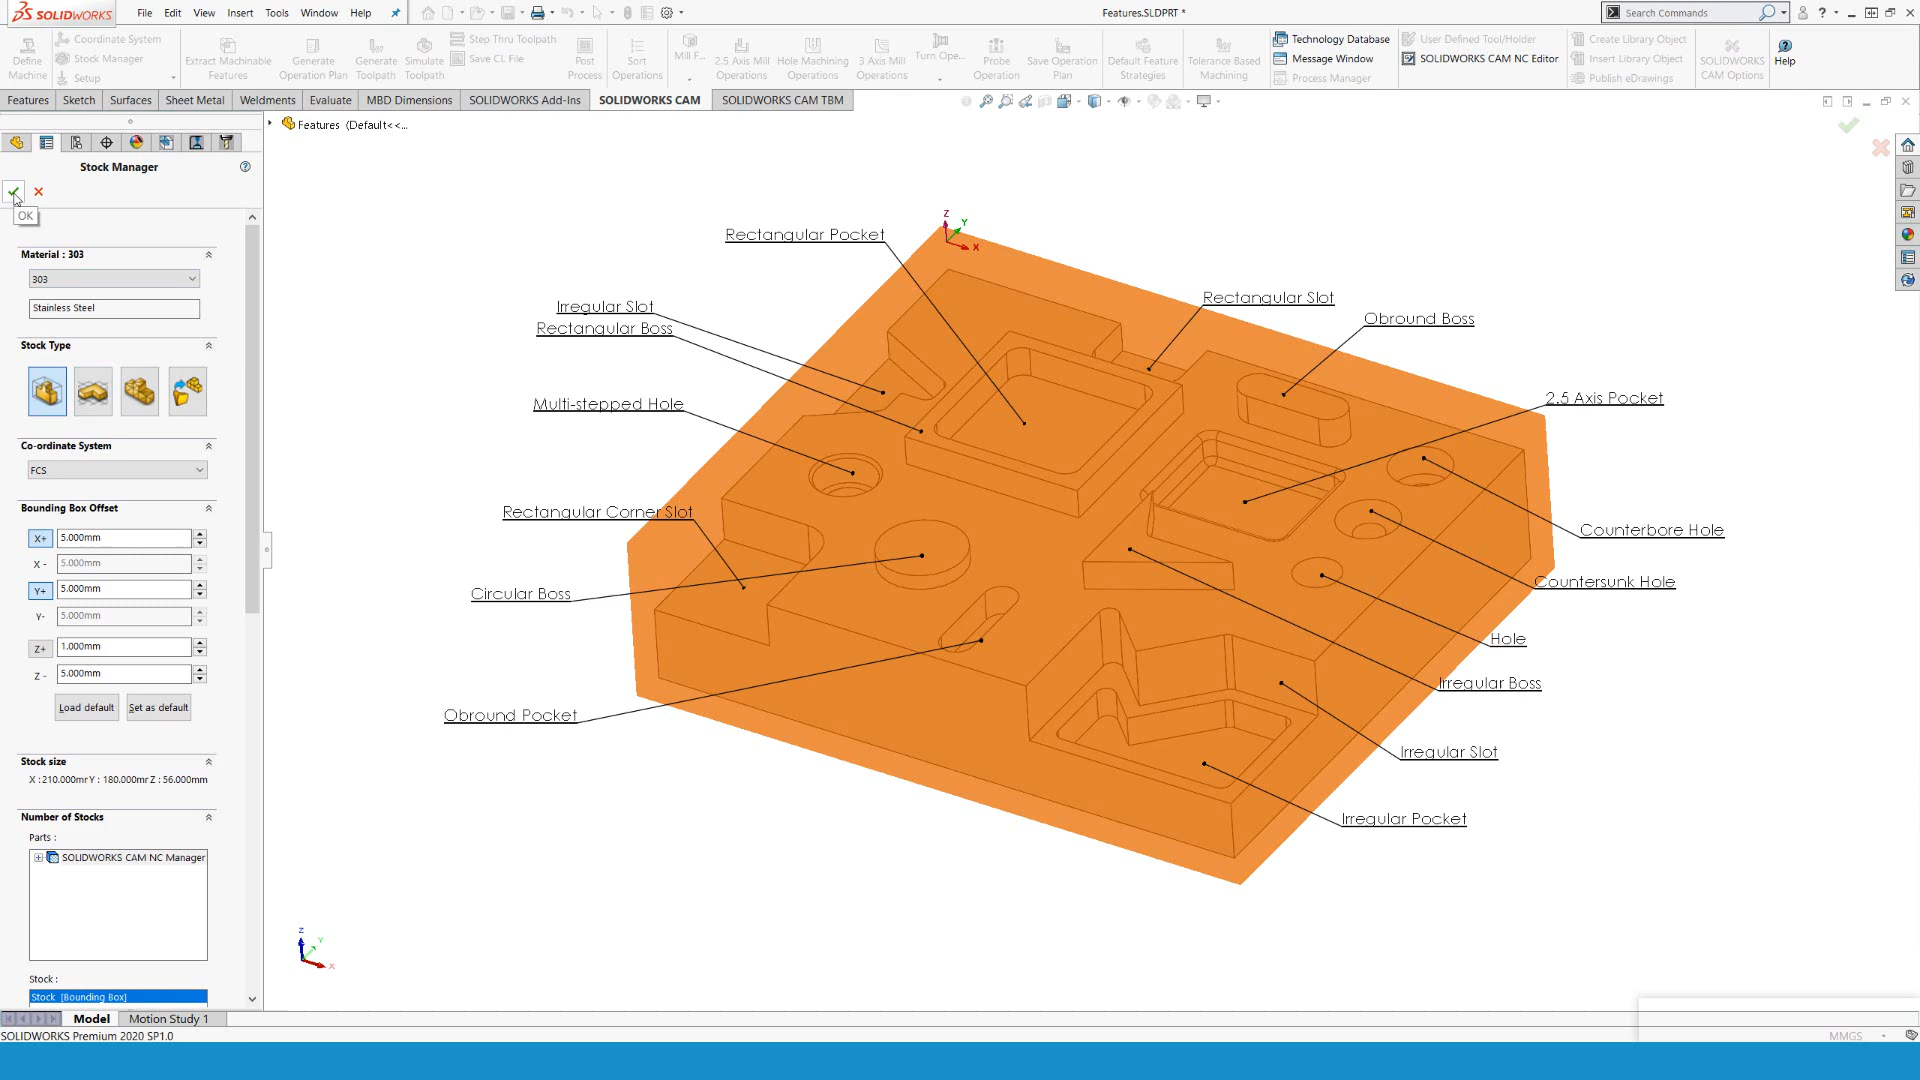 SOLIDWORKS
File Edit View Insert Tools Window Help
Features.SLDPRT *
Search Commands
Define Machine
Coordinate System
Stock Manager
Setup
Extract Machinable Features
Generate Operation Plan
Generate Toolpath
Simulate Toolpath
Step Thru Toolpath
Save CL File
Post Process
Sort Operations
Mill F...
2.5 Axis Mill Operations
Hole Machining Operations
3 Axis Mill Operations
Turn Ope...
Probe Operation
Save Operation Plan
Default Feature Strategies
Tolerance Based Machining
Technology Database
Message Window
Process Manager
User Defined Tool/Holder
SOLIDWORKS CAM NC Editor
Create Library Object
Insert Library Object
Publish eDrawings
SOLIDWORKS CAM Options
Help
Features Sketch Surfaces Sheet Metal Weldments Evaluate MBD Dimensions SOLIDWORKS Add-Ins SOLIDWORKS CAM SOLIDWORKS CAM TBM
Features (Default<<...
Stock Manager
OK
Material : 303
303
Stainless Steel
Stock Type
Co-ordinate System
FCS
Bounding Box Offset
X+ 5.000mm
X - 5.000mm
Y+ 5.000mm
Y- 5.000mm
Z+ 1.000mm
Z - 5.000mm
Load default Set as default
Stock size
X :210.000mr Y : 180.000mr Z : 56.000mm
Number of Stocks
Parts :
SOLIDWORKS CAM NC Manager
Stock :
Stock [Bounding Box]
Z Y X
Rectangular Pocket
Irregular Slot
Rectangular Boss
Multi-stepped Hole
Rectangular Corner Slot
Circular Boss
Obround Pocket
Rectangular Slot
Obround Boss
2.5 Axis Pocket
Counterbore Hole
Countersunk Hole
Hole
Irregular Boss
Irregular Slot
Irregular Pocket
Z Y X
Model Motion Study 1
SOLIDWORKS Premium 2020 SP1.0
MMGS